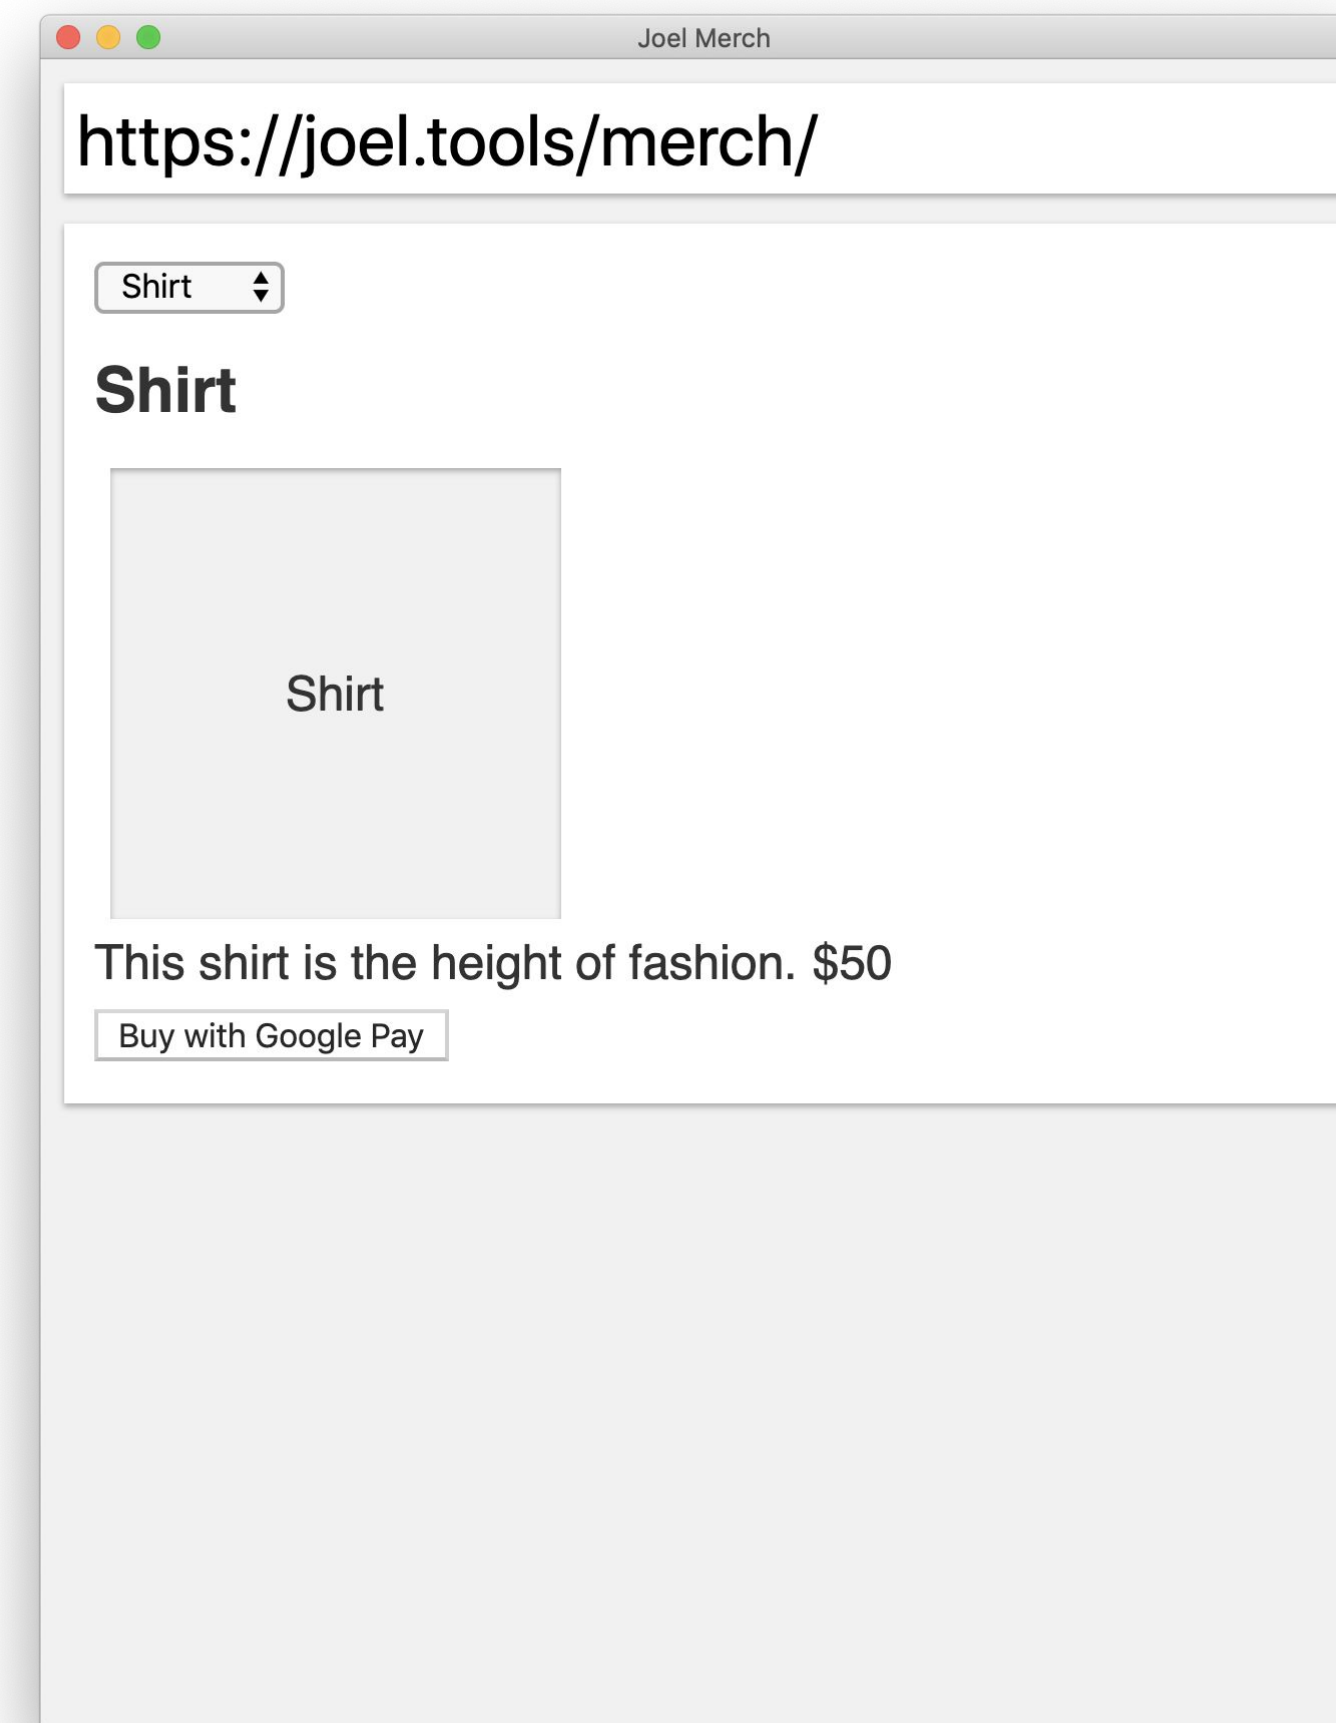 Joel Merch
https://joel.tools/merch/
Shirt
Shirt
Shirt
This shirt is the height of fashion. $50
Buy with Google Pay